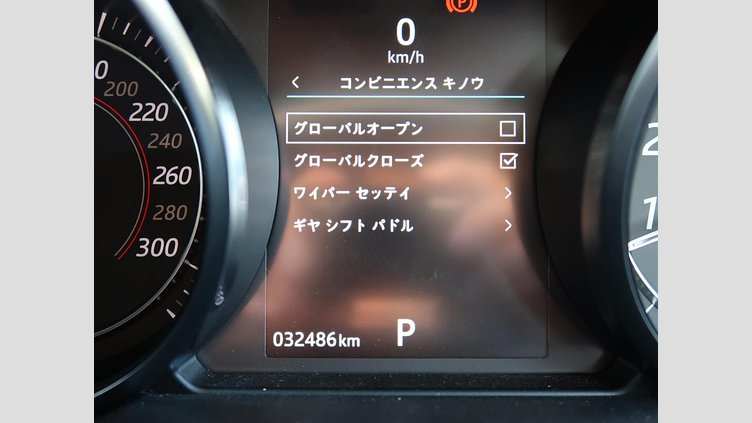 P
0
km/h
コンビニエンス キノウ
グローバルオープン
グローバルクローズ
ワイパー セッテイ
ギヤ シフト パドル
032486km
P
200
220
240
260
280
300